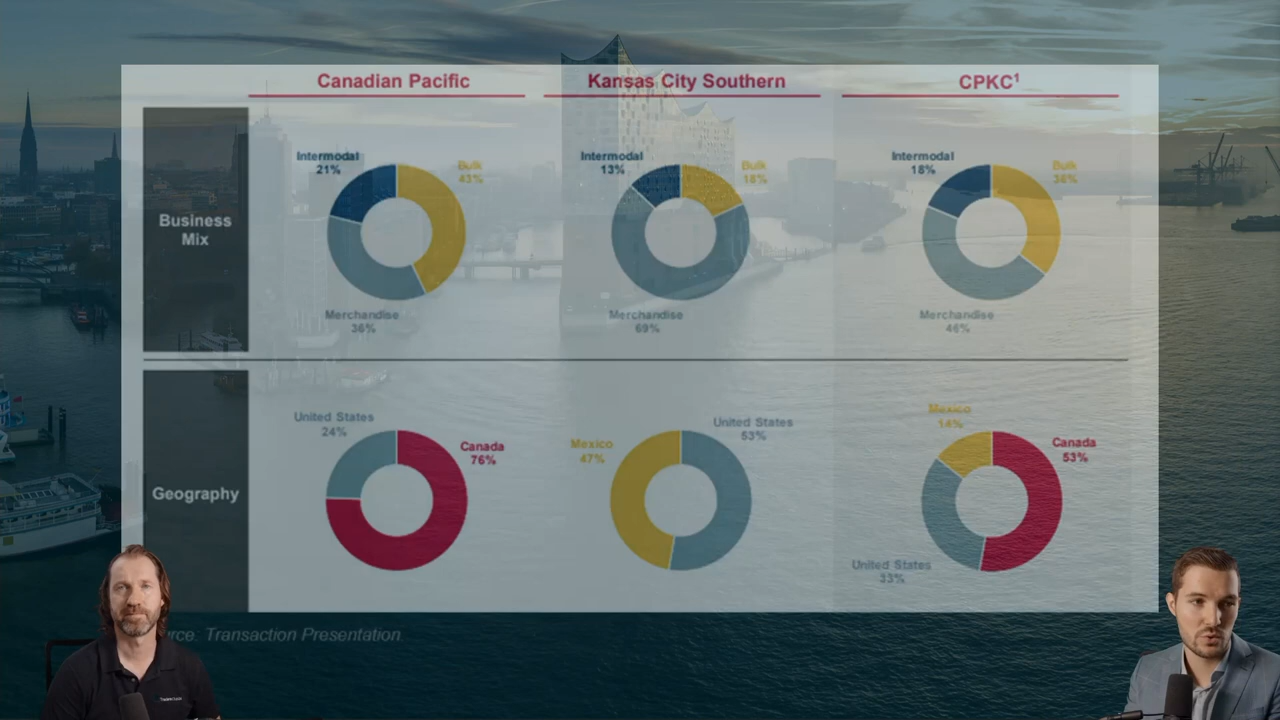 Canadian Pacific
Kansas City Southern
CPKC¹
Business
Mix
Intermodal
21%
Bulk
43%
Merchandise
36%
Intermodal
13%
Bulk
18%
Merchandise
69%
Intermodal
18%
Bulk
36%
Merchandise
46%
Geography
United States
24%
Canada
76%
Mexico
47%
United States
53%
Mexico
14%
Canada
53%
United States
33%
Transaction Presentation